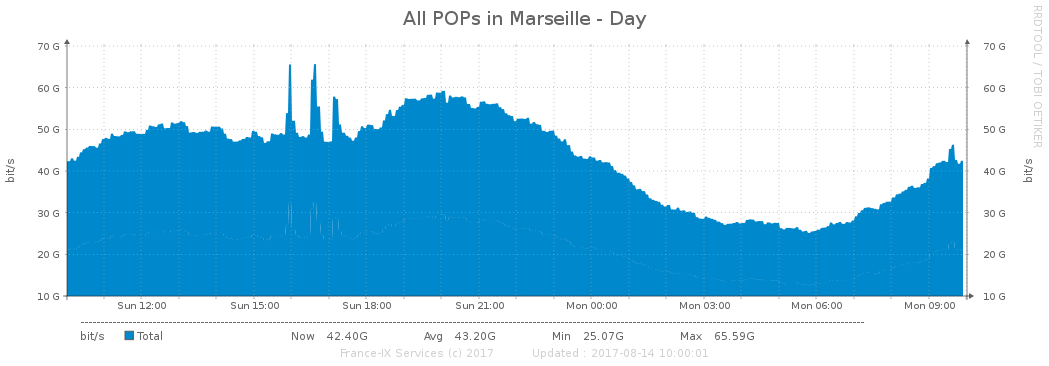 All POPs in Marseille - Day
RRDTOOL / TOBI OETIKER
70 G 70 G
60 G 60 G
50 G 50 G
40 G 40 G
30 G 30 G
20 G 20 G
10 G 10 G
bit/s
bit/s
Sun 12:00 Sun 15:00 Sun 18:00 Sun 21:00 Mon 00:00 Mon 03:00 Mon 06:00 Mon 09:00
bit/s Total Now 42.40G Avg 43.20G Min 25.07G Max 65.59G
France-IX Services (c) 2017 Updated : 2017-08-14 10:00:01